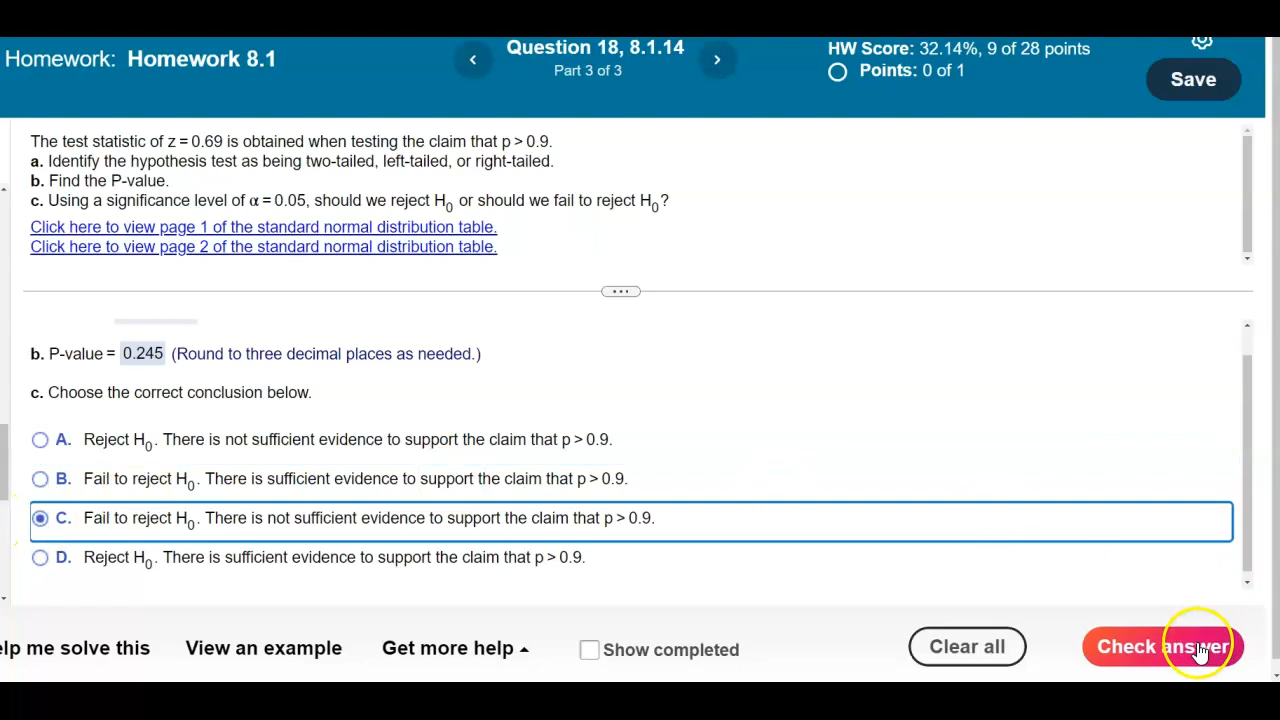 Homework: Homework 8.1
Question 18, 8.1.14
Part 3 of 3
HW Score: 32.14%, 9 of 28 points
Points: 0 of 1
Save
The test statistic of z = 0.69 is obtained when testing the claim that p > 0.9.
a. Identify the hypothesis test as being two-tailed, left-tailed, or right-tailed.
b. Find the P-value.
c. Using a significance level of α = 0.05, should we reject H0 or should we fail to reject H0?
Click here to view page 1 of the standard normal distribution table.
Click here to view page 2 of the standard normal distribution table.
b. P-value = 0.245 (Round to three decimal places as needed.)
c. Choose the correct conclusion below.
A. Reject H0. There is not sufficient evidence to support the claim that p > 0.9.
B. Fail to reject H0. There is sufficient evidence to support the claim that p > 0.9.
C. Fail to reject H0. There is not sufficient evidence to support the claim that p > 0.9.
D. Reject H0. There is sufficient evidence to support the claim that p > 0.9.
elp me solve this
View an example
Get more help
Show completed
Clear all
Check answer